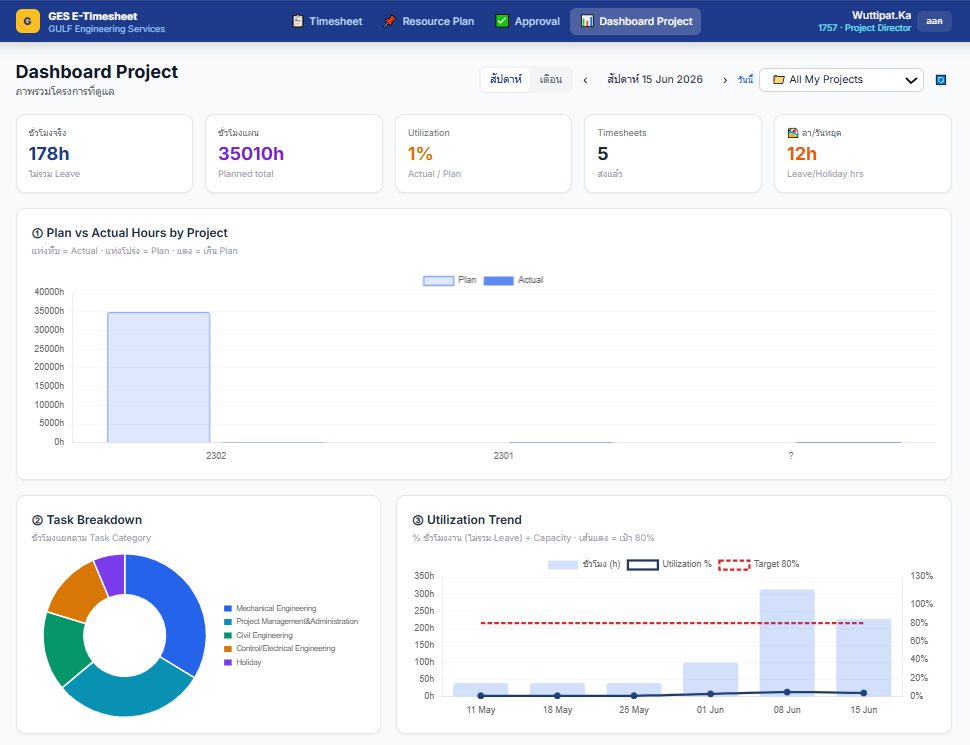 G
GES E-Timesheet
GULF Engineering Services
Timesheet
Resource Plan
Approval
Dashboard Project
Wuttipat.Ka
1757 · Project Director
ออก
Dashboard Project
ภาพรวมโครงการที่ดูแล
สัปดาห์
เดือน
‹
สัปดาห์ 15 Jun 2026
›
วันนี้
All My Projects
ชั่วโมงจริง
178h
ไม่รวม Leave
ชั่วโมงแผน
35010h
Planned total
Utilization
1%
Actual / Plan
Timesheets
5
ส่งแล้ว
ลา/วันหยุด
12h
Leave/Holiday hrs
① Plan vs Actual Hours by Project
แท่งทึบ = Actual · แท่งโปร่ง = Plan · แดง = เกิน Plan
Plan
Actual
40000h
35000h
30000h
25000h
20000h
15000h
10000h
5000h
0h
2302
2301
?
② Task Breakdown
ชั่วโมงแยกตาม Task Category
Mechanical Engineering
Project Management&Administration
Civil Engineering
Control/Electrical Engineering
Holiday
③ Utilization Trend
% ชั่วโมงงาน (ไม่รวม Leave) ÷ Capacity · เส้นแดง = เป้า 80%
ชั่วโมง (h)
Utilization %
Target 80%
350h
300h
250h
200h
150h
100h
50h
0h
130%
100%
80%
60%
40%
20%
0%
11 May
18 May
25 May
01 Jun
08 Jun
15 Jun